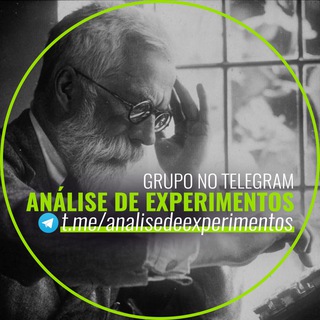 GRUPO NO TELEGRAM
ANÁLISE DE EXPERIMENTOS
t.me/analisedeexperimentos